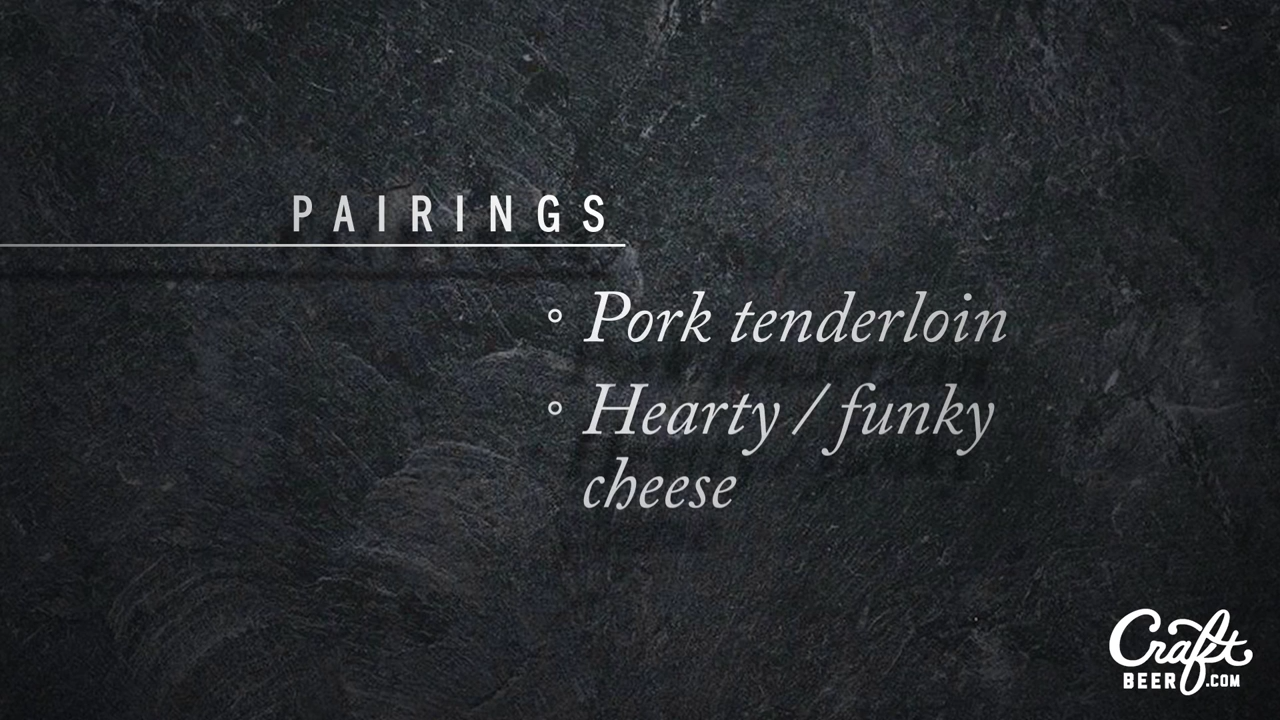 PAIRINGS
◦ Pork tenderloin
◦ Hearty / funky
cheese
Craft
BEER.COM